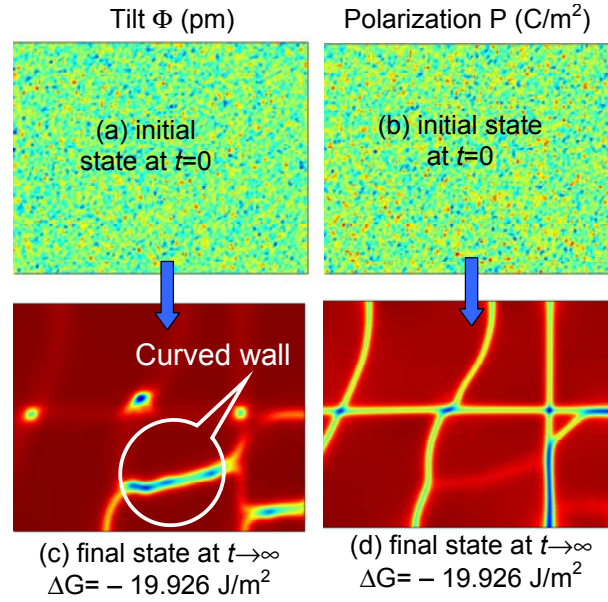 Tilt Φ (pm)
Polarization P (C/m²)
(a) initial
state at t=0
(b) initial state
at t=0
Curved wall
(c) final state at t→∞
ΔG= – 19.926 J/m²
(d) final state at t→∞
ΔG= – 19.926 J/m²